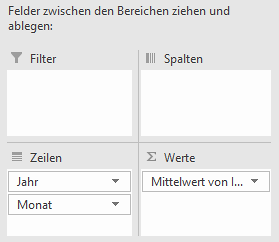 Felder zwischen den Bereichen ziehen und
ablegen:
Filter
Spalten
Zeilen
Σ Werte
Jahr
Mittelwert von I...
Monat